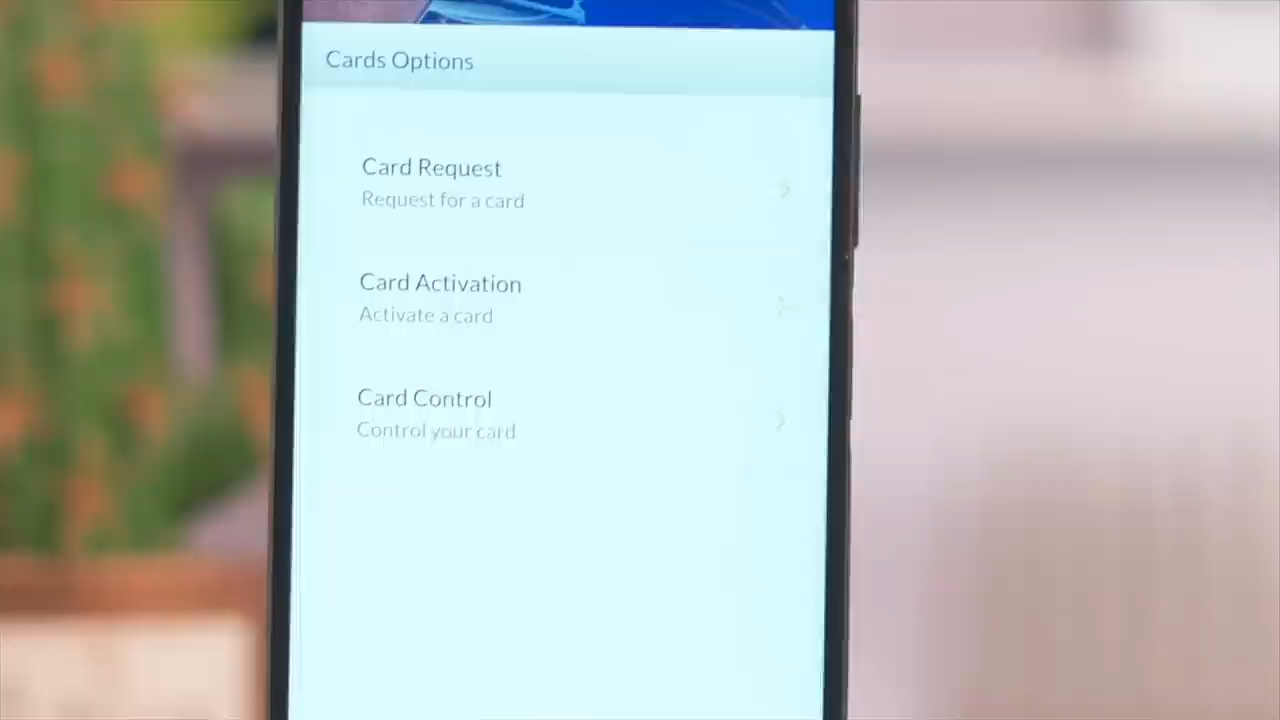 Cards Options
Card Request
Request for a card
Card Activation
Activate a card
Card Control
Control your card